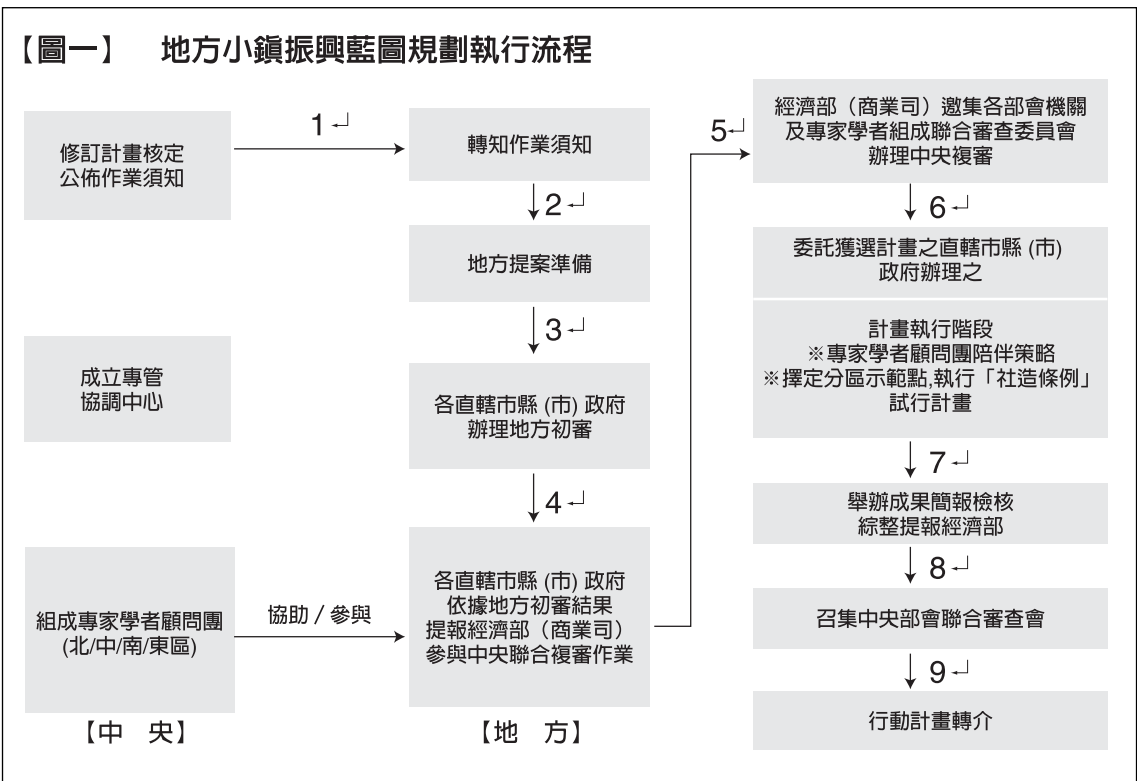 【圖一】 地方小鎮振興藍圖規劃執行流程
修訂計畫核定
公佈作業須知
1
轉知作業須知
2
地方提案準備
3
成立專管
協調中心
各直轄市縣 (市) 政府
辦理地方初審
4
組成專家學者顧問團
(北/中/南/東區)
協助 / 參與
各直轄市縣 (市) 政府
依據地方初審結果
提報經濟部（商業司）
參與中央聯合複審作業
【中 央】
【地 方】
5
經濟部（商業司）邀集各部會機關
及專家學者組成聯合審查委員會
辦理中央複審
6
委託獲選計畫之直轄市縣 (市)
政府辦理之
計畫執行階段
※專家學者顧問團陪伴策略
※擇定分區示範點,執行「社造條例」
試行計畫
7
舉辦成果簡報檢核
綜整提報經濟部
8
召集中央部會聯合審查會
9
行動計畫轉介